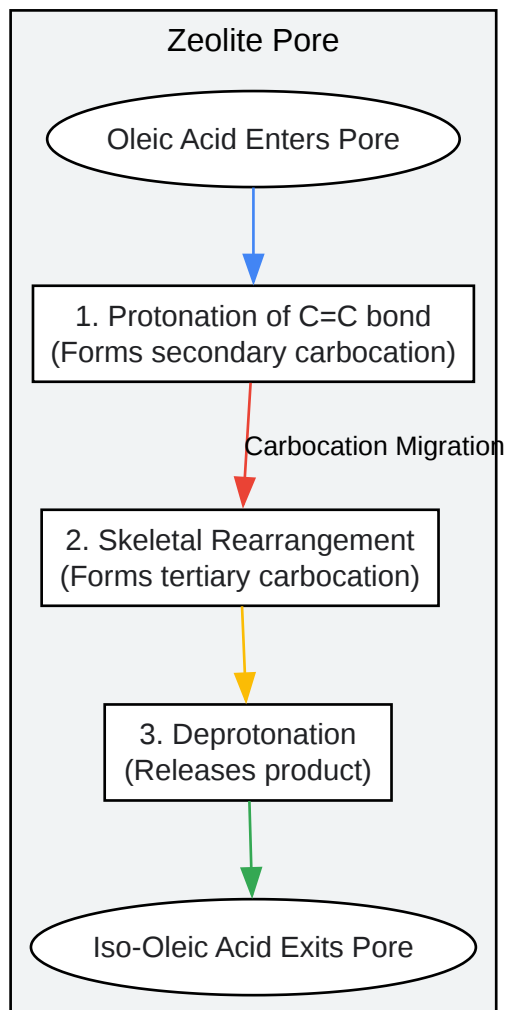 Zeolite Pore
Oleic Acid Enters Pore
1. Protonation of C=C bond
(Forms secondary carbocation)
Carbocation Migration
2. Skeletal Rearrangement
(Forms tertiary carbocation)
3. Deprotonation
(Releases product)
Iso-Oleic Acid Exits Pore